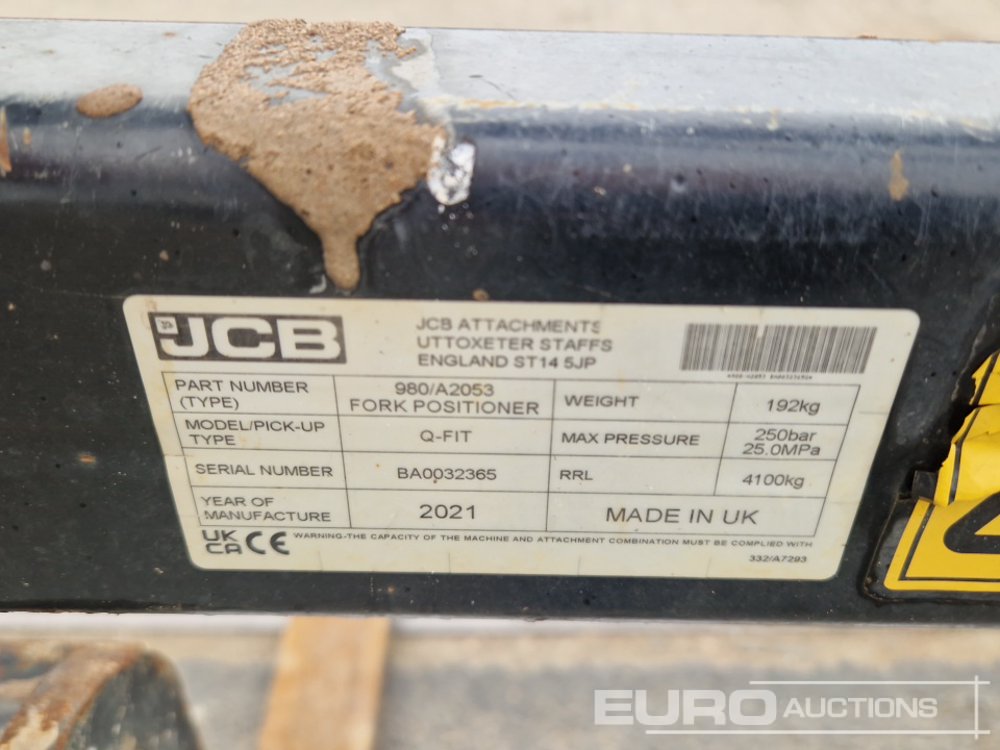 JCB
JCB ATTACHMENTS
UTTOXETER STAFFS
ENGLAND ST14 5JP
PART NUMBER (TYPE) 980/A2053 FORK POSITIONER WEIGHT 192kg
MODEL/PICK-UP TYPE Q-FIT MAX PRESSURE 250bar 25.0MPa
SERIAL NUMBER BA0032365 RRL 4100kg
YEAR OF MANUFACTURE 2021 MADE IN UK
UK CA CE WARNING-THE CAPACITY OF THE MACHINE AND ATTACHMENT COMBINATION MUST BE COMPLIED WITH
332/A7293
EURO AUCTIONS